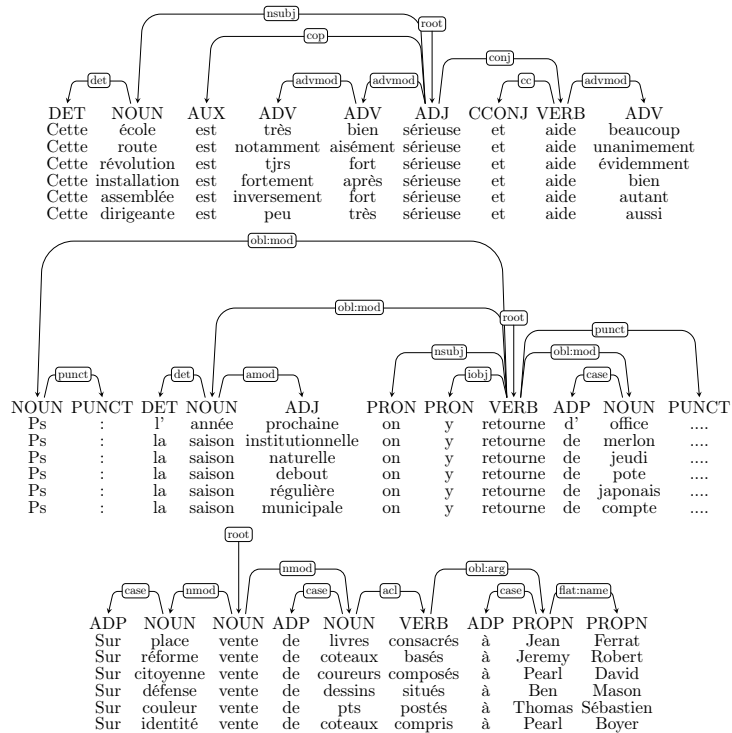 nsubj
root
cop
conj
det advmod advmod cc advmod
DET NOUN AUX ADV ADV ADJ CCONJ VERB ADV
Cette école est très bien sérieuse et aide beaucoup
Cette route est notamment aisément sérieuse et aide unanimement
Cette révolution est tjrs fort sérieuse et aide évidemment
Cette installation est fortement après sérieuse et aide bien
Cette assemblée est inversement fort sérieuse et aide autant
Cette dirigeante est peu très sérieuse et aide aussi
obl:mod
obl:mod
root
punct
nsubj obl:mod
punct det amod iobj case
NOUN PUNCT DET NOUN ADJ PRON PRON VERB ADP NOUN PUNCT
Ps : l' année prochaine on y retourne d' office ....
Ps : la saison institutionnelle on y retourne de merlon ....
Ps : la saison naturelle on y retourne de jeudi ....
Ps : la saison debout on y retourne de pote ....
Ps : la saison régulière on y retourne de japonais ....
Ps : la saison municipale on y retourne de compte ....
root
nmod obl:arg
case nmod case acl case flat:name
ADP NOUN NOUN ADP NOUN VERB ADP PROPN PROPN
Sur place vente de livres consacrés à Jean Ferrat
Sur réforme vente de coteaux basés à Jeremy Robert
Sur citoyenne vente de coureurs composés à Pearl David
Sur défense vente de dessins situés à Ben Mason
Sur couleur vente de pts postés à Thomas Sébastien
Sur identité vente de coteaux compris à Pearl Boyer